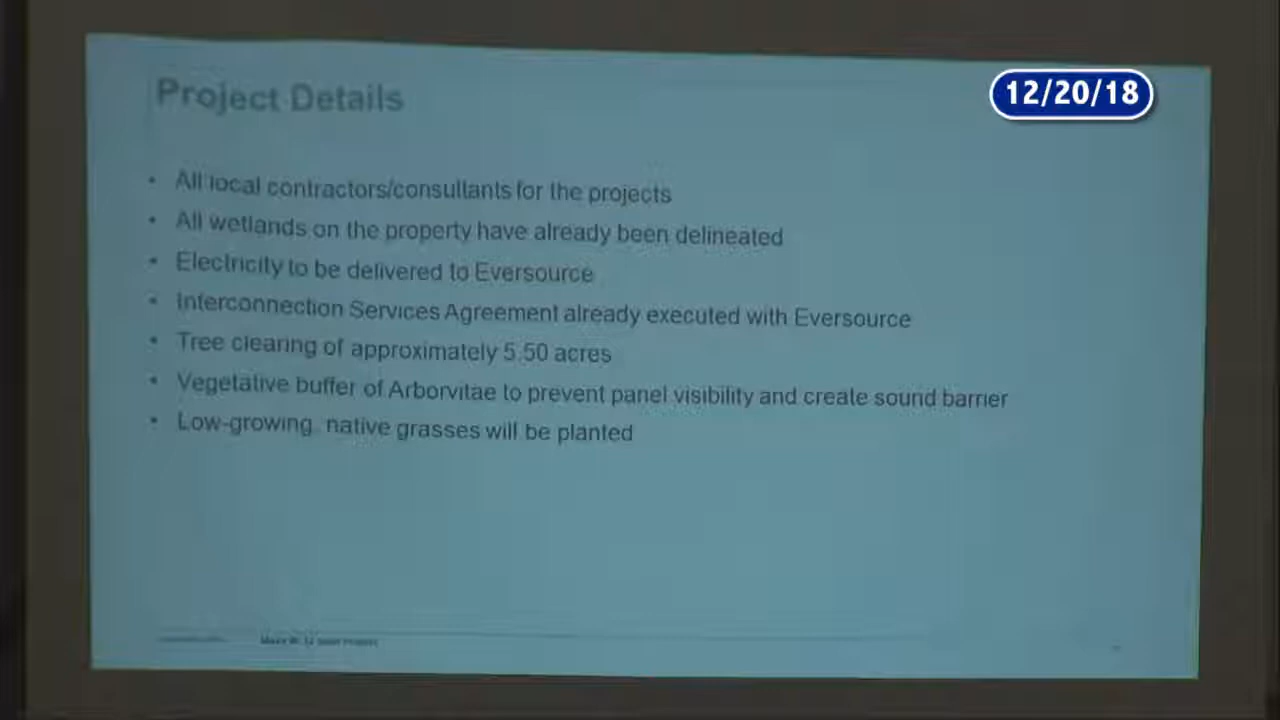 Project Details
12/20/18
• All local contractors/consultants for the projects
• All wetlands on the property have already been delineated
• Electricity to be delivered to Eversource
• Interconnection Services Agreement already executed with Eversource
• Tree clearing of approximately 5.50 acres
• Vegetative buffer of Arborvitae to prevent panel visibility and create sound barrier
• Low-growing, native grasses will be planted